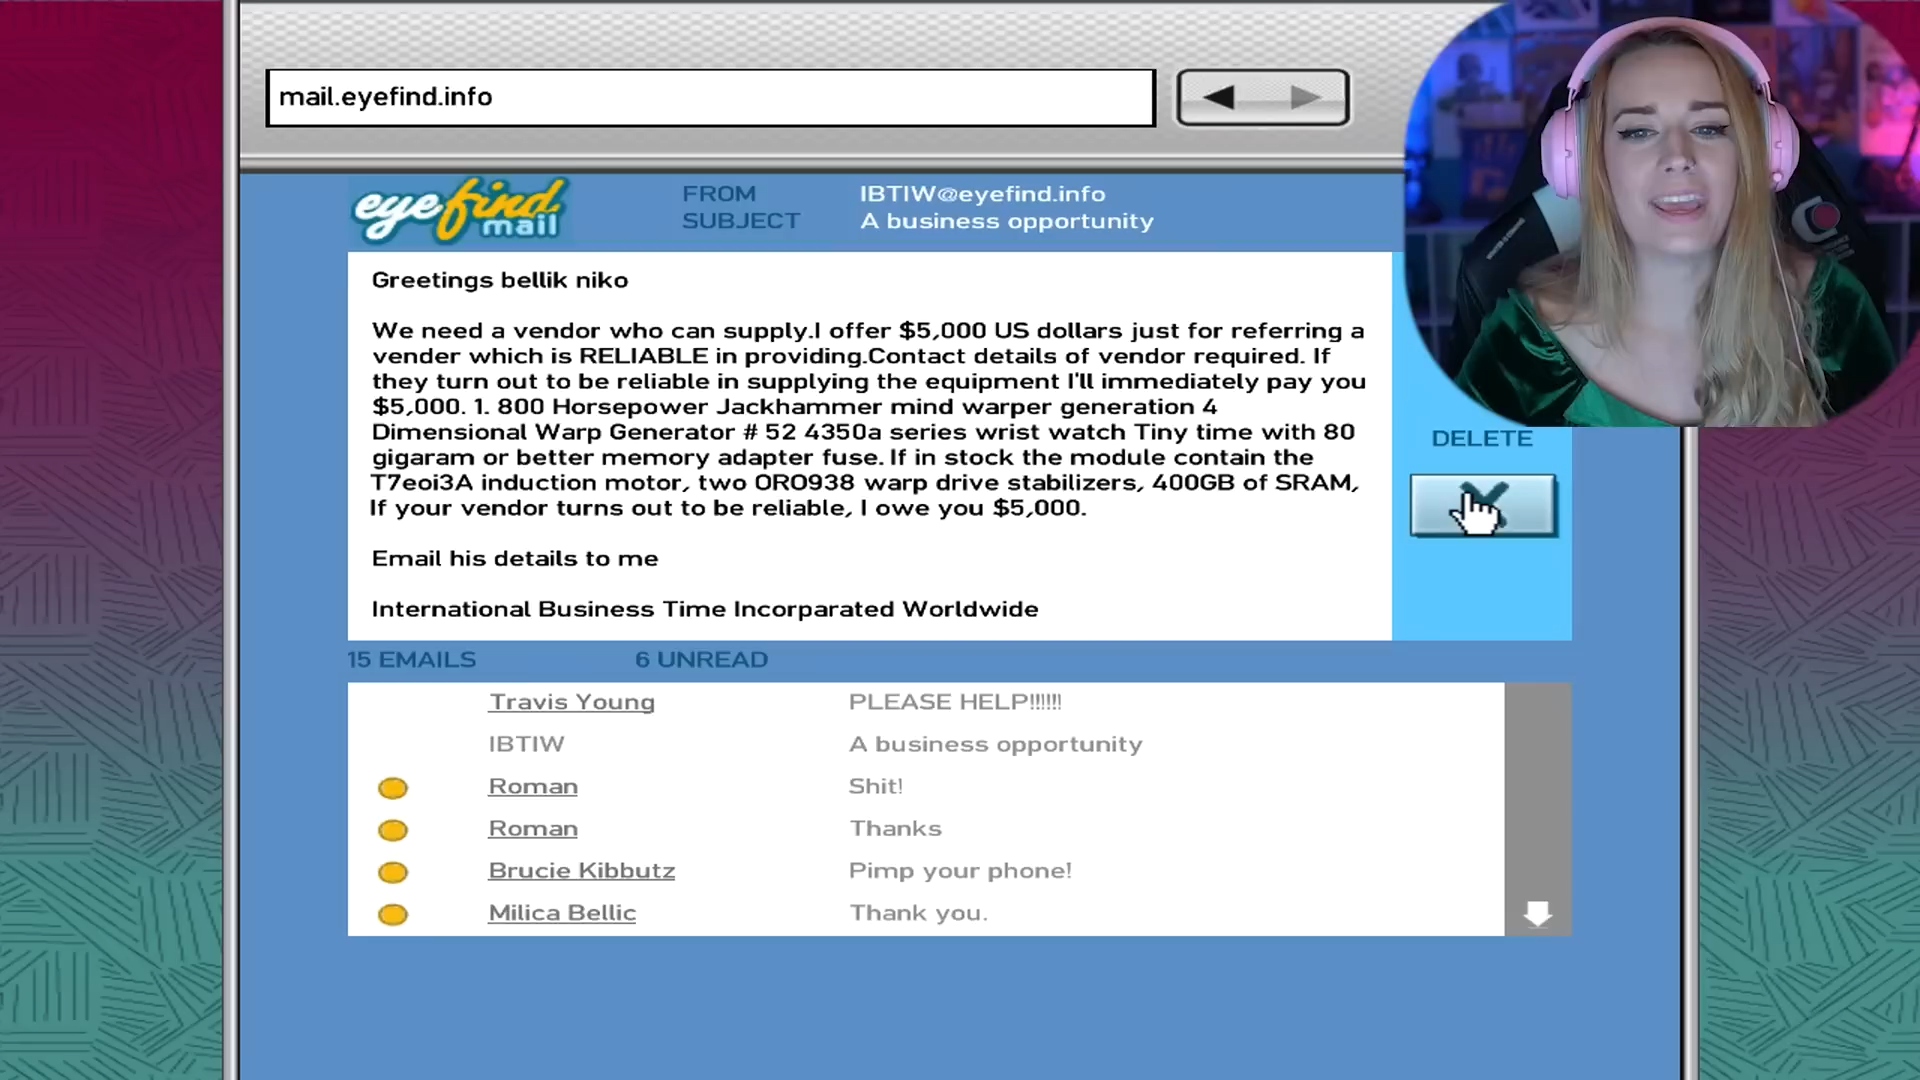 mail.eyefind.info
eyefind
mail
FROM
IBTIW@eyefind.info
SUBJECT
A business opportunity
Greetings bellik niko
We need a vendor who can supply.I offer $5,000 US dollars just for referring a
vender which is RELIABLE in providing.Contact details of vendor required. If
they turn out to be reliable in supplying the equipment I'll immediately pay you
$5,000. 1. 800 Horsepower Jackhammer mind warper generation 4
Dimensional Warp Generator # 52 4350a series wrist watch Tiny time with 80
gigaram or better memory adapter fuse. If in stock the module contain the
T7eoi3A induction motor, two ORO938 warp drive stabilizers, 400GB of SRAM,
If your vendor turns out to be reliable, I owe you $5,000.
Email his details to me
International Business Time Incorparated Worldwide
DELETE
15 EMAILS
6 UNREAD
Travis Young
PLEASE HELP!!!!!!
IBTIW
A business opportunity
Roman
Shit!
Roman
Thanks
Brucie Kibbutz
Pimp your phone!
Milica Bellic
Thank you.